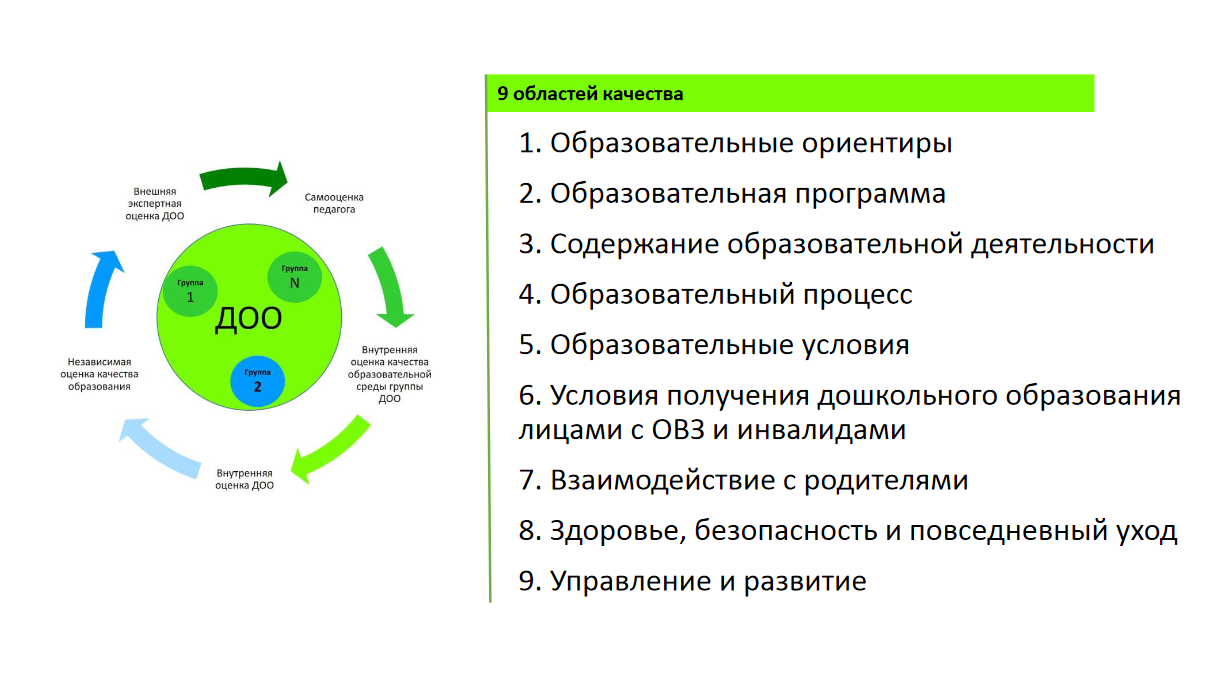 Внешняя
экспертная
оценка ДОО
Самооценка
педагога
Группа
1
Группа
N
ДОО
Группа
2
Независимая
оценка качества
образования
Внутренняя
оценка качества
образовательной
среды группы
ДОО
Внутренняя
оценка ДОО
9 областей качества
1. Образовательные ориентиры
2. Образовательная программа
3. Содержание образовательной деятельности
4. Образовательный процесс
5. Образовательные условия
6. Условия получения дошкольного образования
лицами с ОВЗ и инвалидами
7. Взаимодействие с родителями
8. Здоровье, безопасность и повседневный уход
9. Управление и развитие